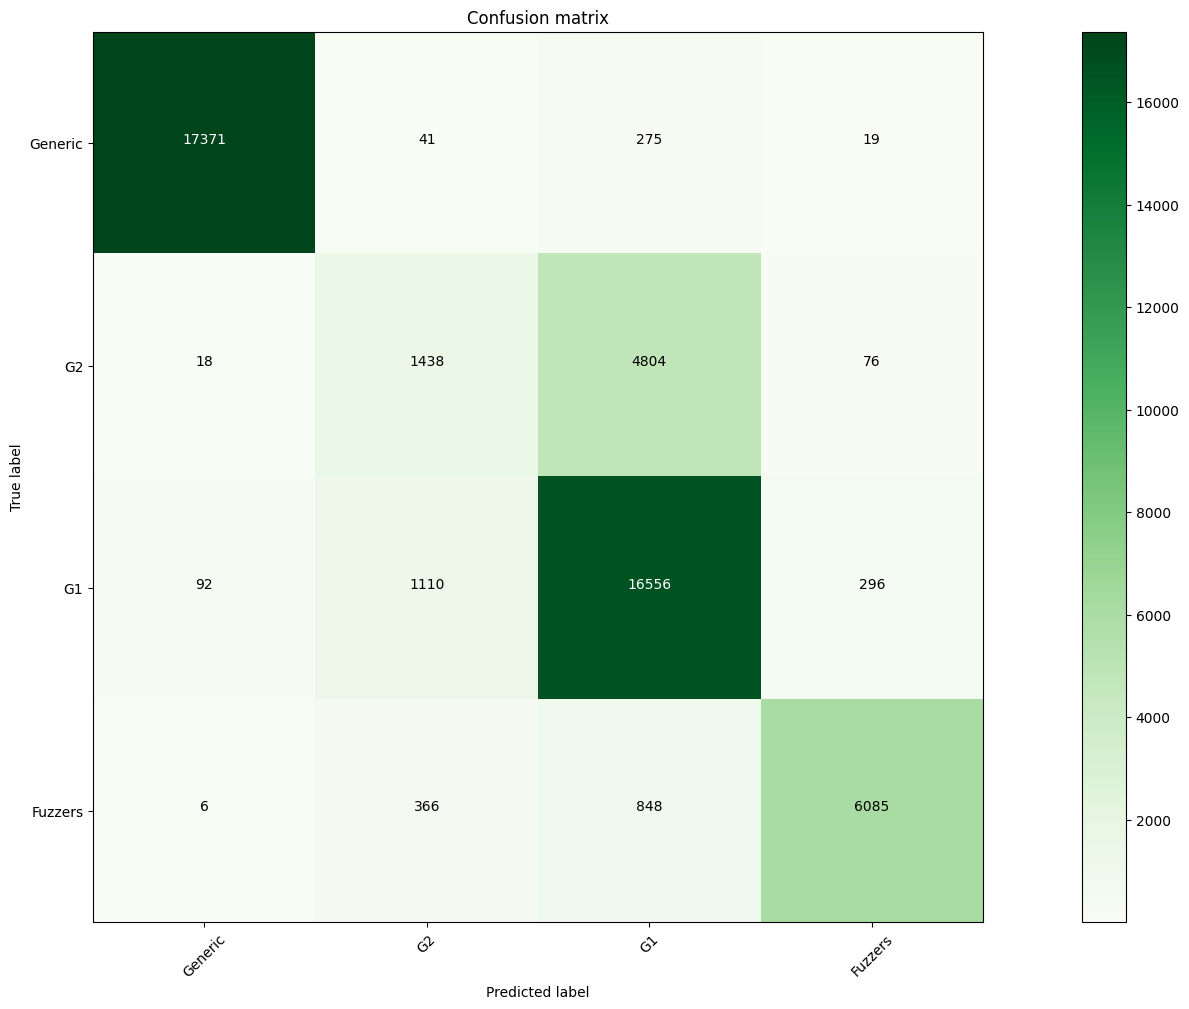 Confusion matrix
Generic 17371 41 275 19
G2 18 1438 4804 76
G1 92 1110 16556 296
Fuzzers 6 366 848 6085
Generic G2 G1 Fuzzers
True label
Predicted label
16000
14000
12000
10000
8000
6000
4000
2000